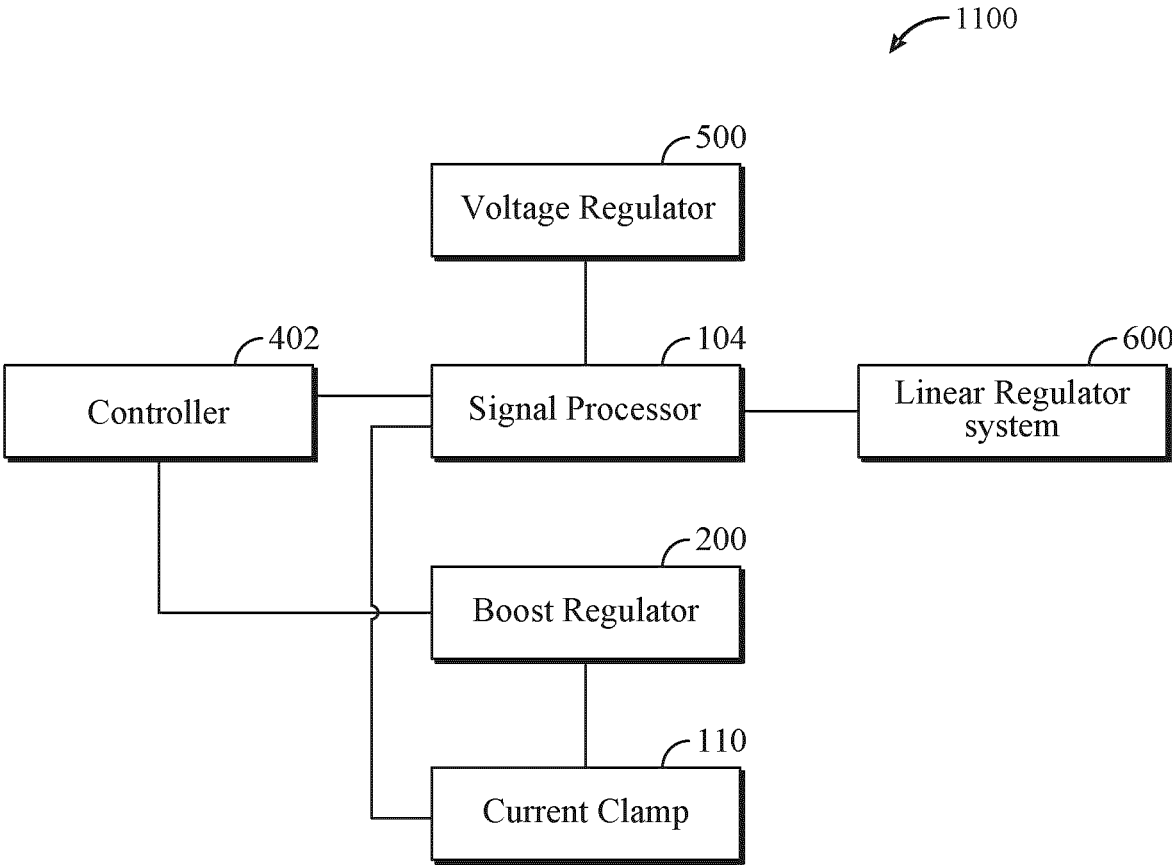 1100
500
Voltage Regulator
402
104
600
Controller
Signal Processor
Linear Regulator
system
200
Boost Regulator
110
Current Clamp